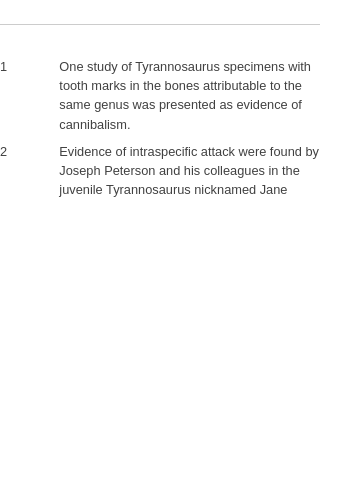 1 One study of Tyrannosaurus specimens with
tooth marks in the bones attributable to the
same genus was presented as evidence of
cannibalism.
2 Evidence of intraspecific attack were found by
Joseph Peterson and his colleagues in the
juvenile Tyrannosaurus nicknamed Jane